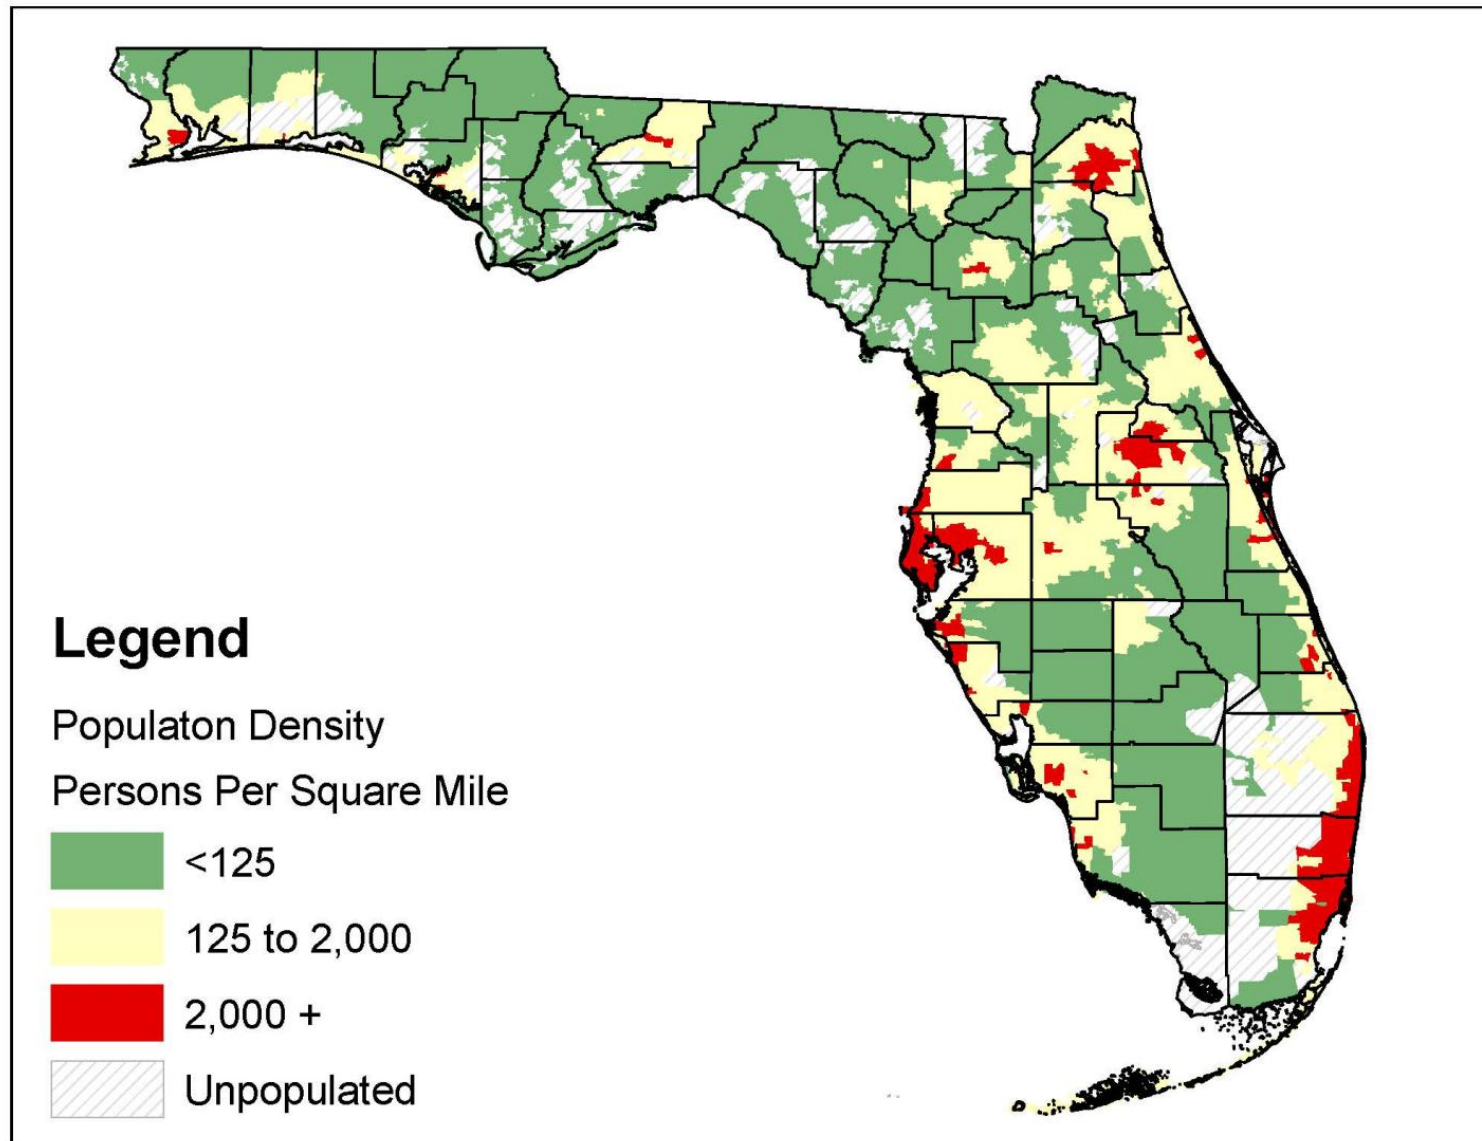 Legend
Populaton Density
Persons Per Square Mile
<125
125 to 2,000
2,000 +
Unpopulated